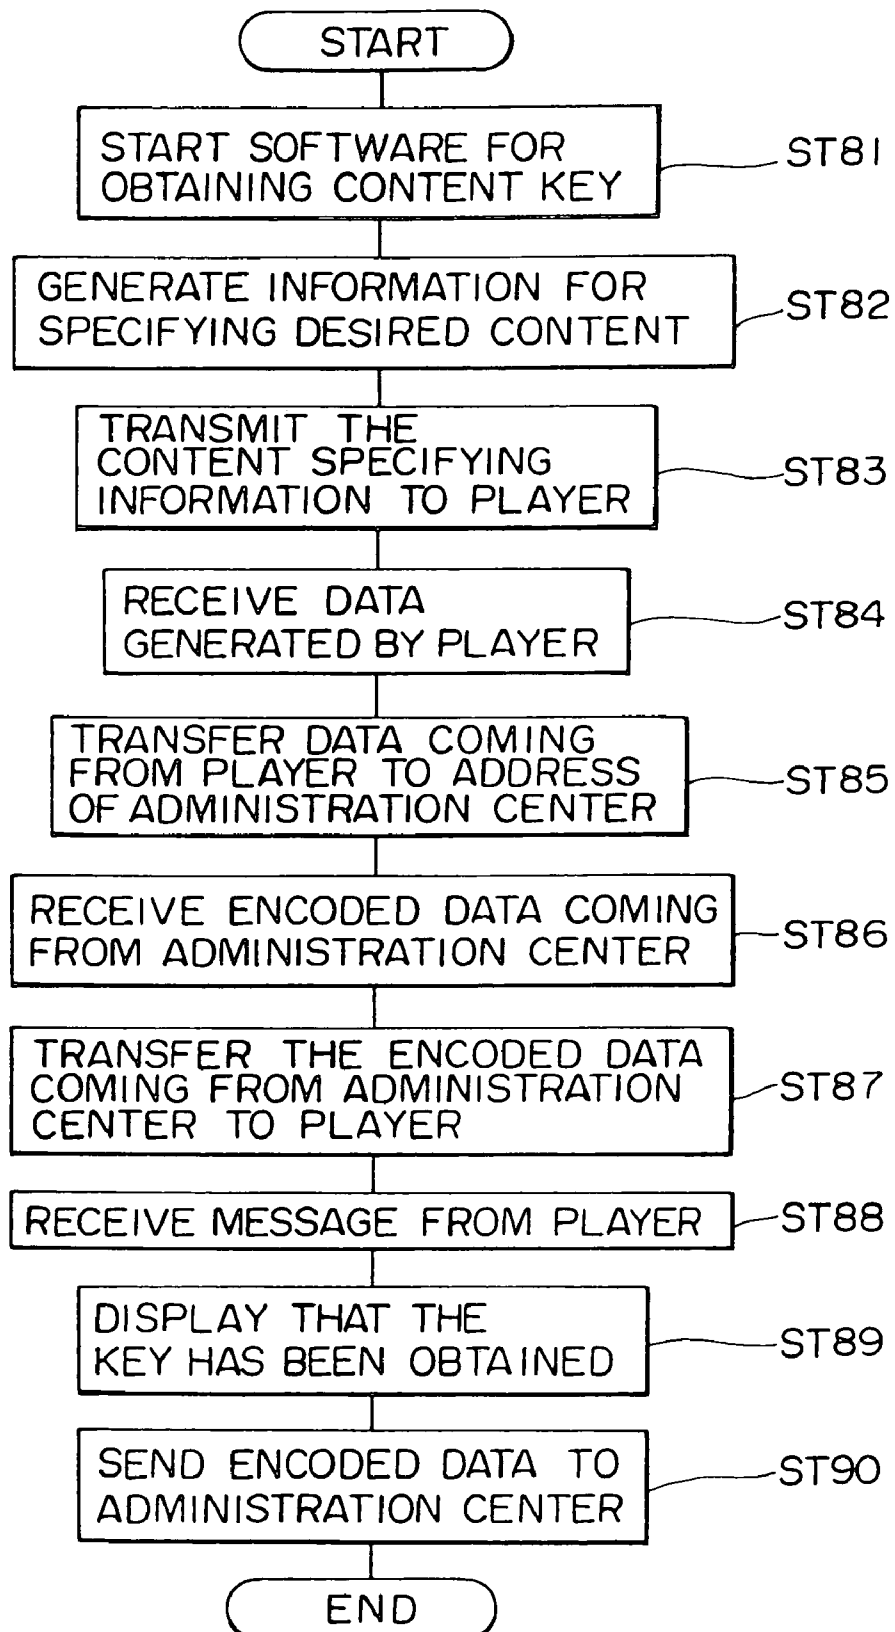 START
START SOFTWARE FOR
OBTAINING CONTENT KEY
ST81
GENERATE INFORMATION FOR
SPECIFYING DESIRED CONTENT
ST82
TRANSMIT THE
CONTENT SPECIFYING
INFORMATION TO PLAYER
ST83
RECEIVE DATA
GENERATED BY PLAYER
ST84
TRANSFER DATA COMING
FROM PLAYER TO ADDRESS
OF ADMINISTRATION CENTER
ST85
RECEIVE ENCODED DATA COMING
FROM ADMINISTRATION CENTER
ST86
TRANSFER THE ENCODED DATA
COMING FROM ADMINISTRATION
CENTER TO PLAYER
ST87
RECEIVE MESSAGE FROM PLAYER
ST88
DISPLAY THAT THE
KEY HAS BEEN OBTAINED
ST89
SEND ENCODED DATA TO
ADMINISTRATION CENTER
ST90
END